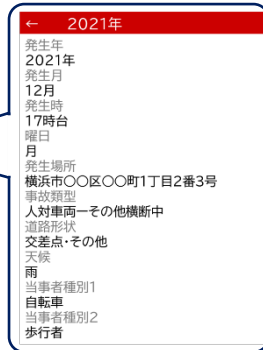 ← 2021年
発生年
2021年
発生月
12月
発生時
17時台
曜日
月
発生場所
横浜市〇〇区〇〇町1丁目2番3号
事故類型
人対車両ーその他横断中
道路形状
交差点・その他
天候
雨
当事者種別1
自転車
当事者種別2
歩行者